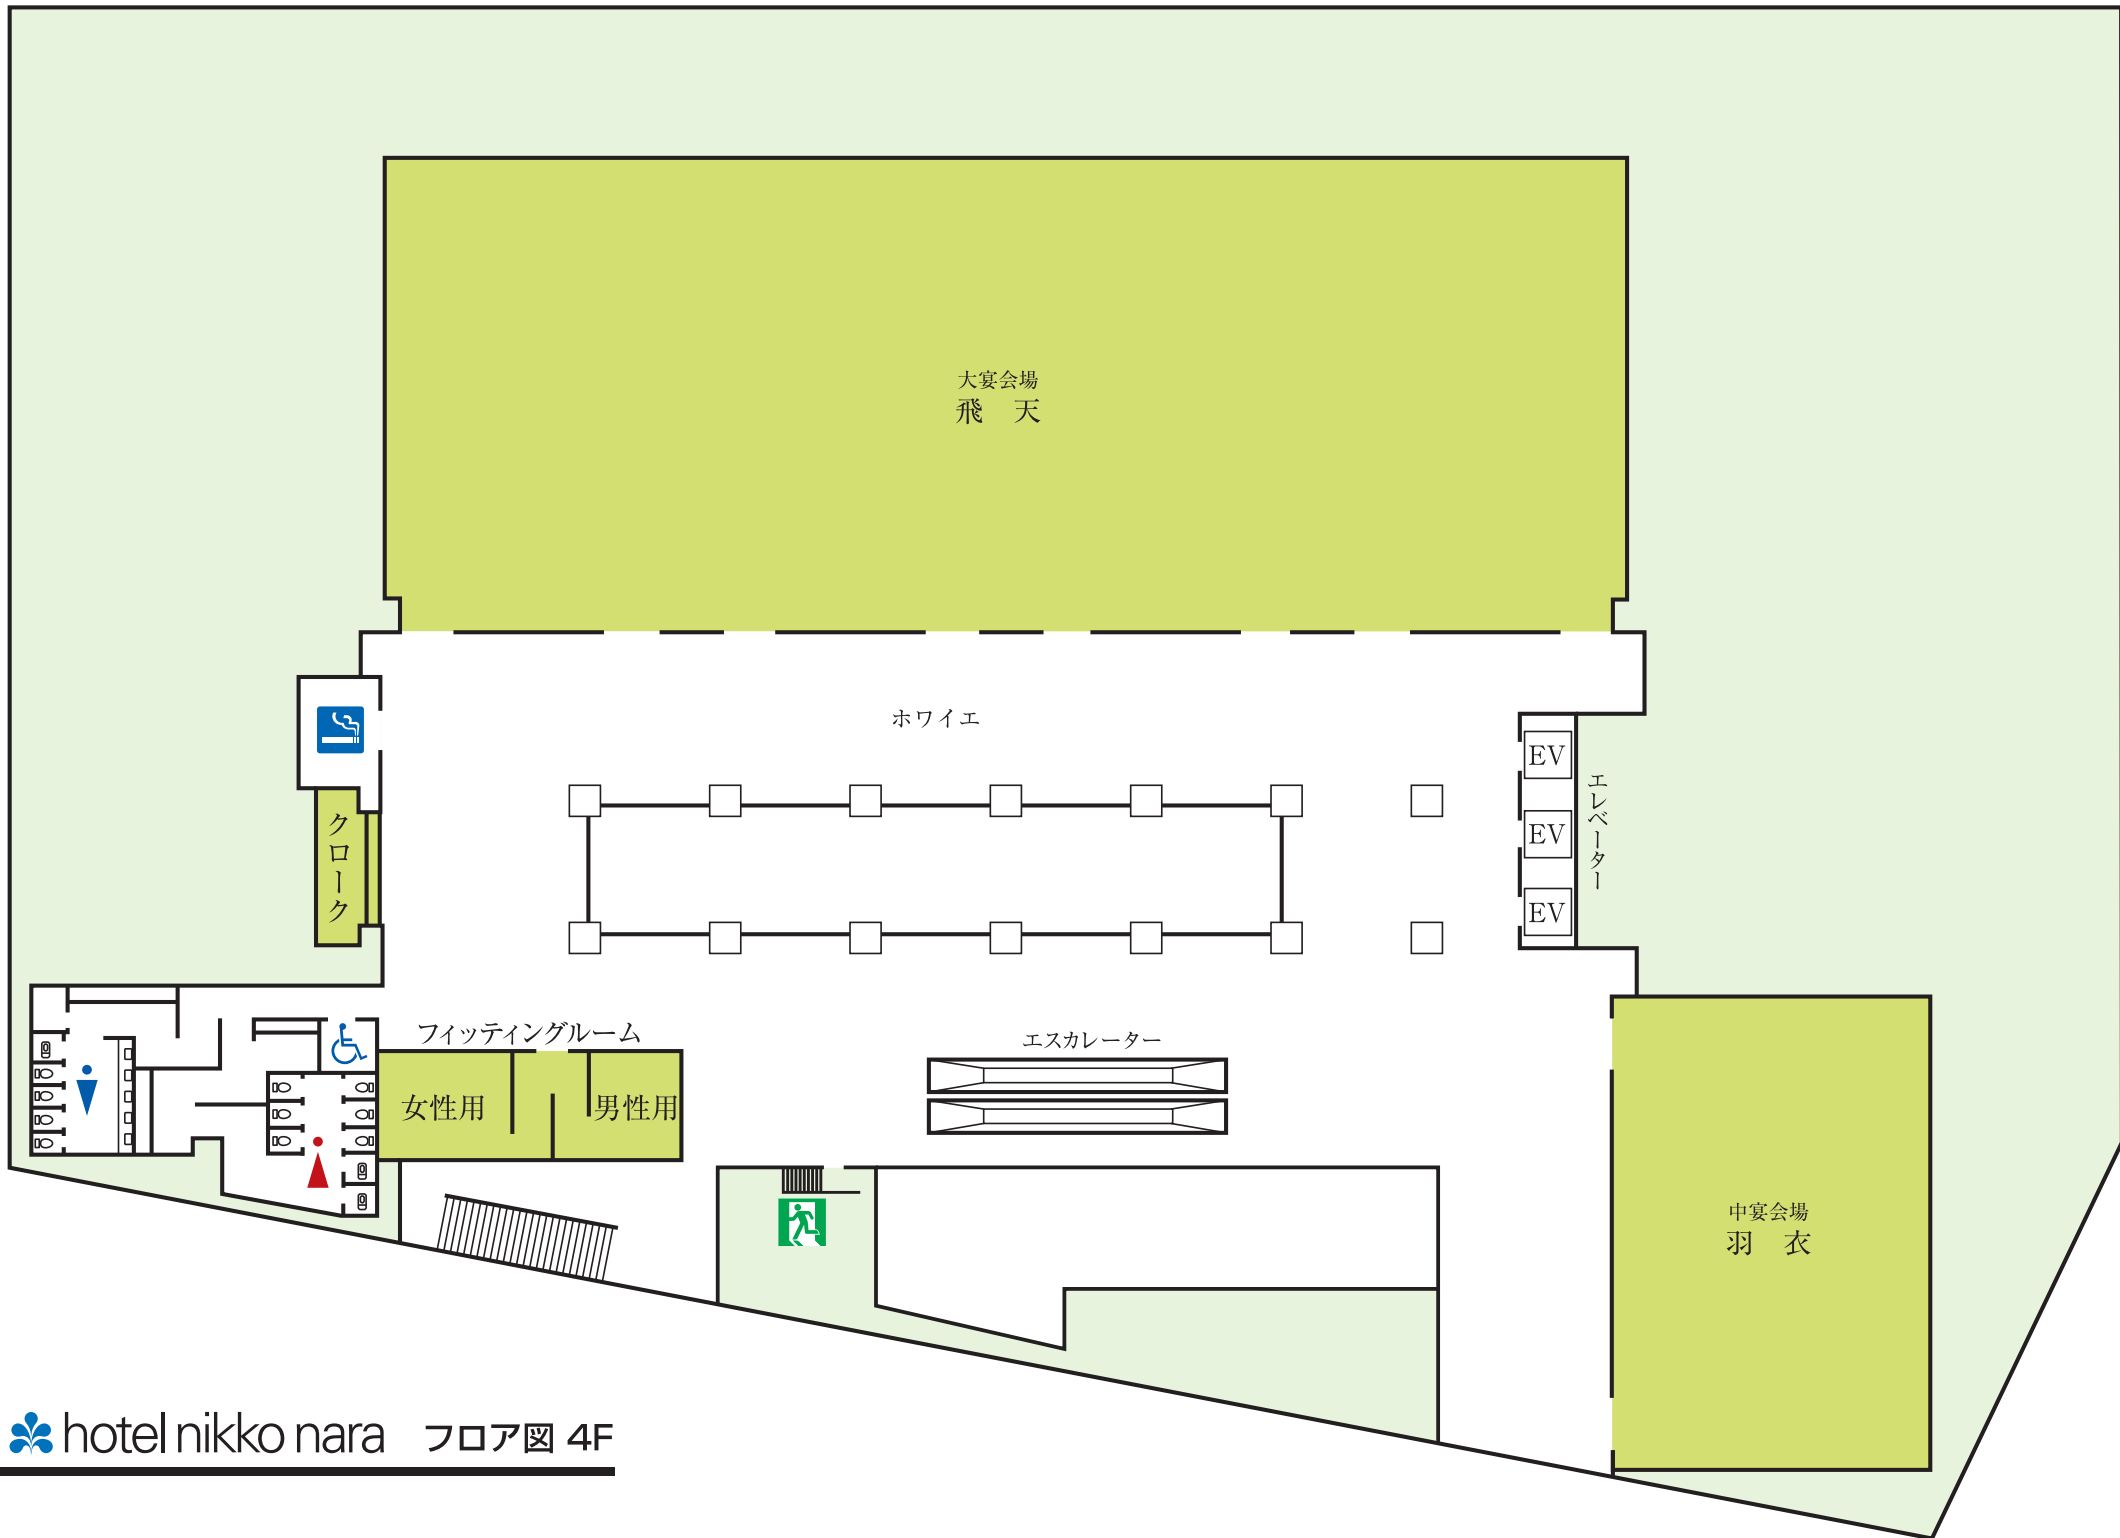 大宴会場
飛 天
ホワイエ
EV
EV
EV
エレベーター
クローク
フィッティングルーム
女性用
男性用
エスカレーター
中宴会場
羽 衣
hotel nikko nara フロア図 4F